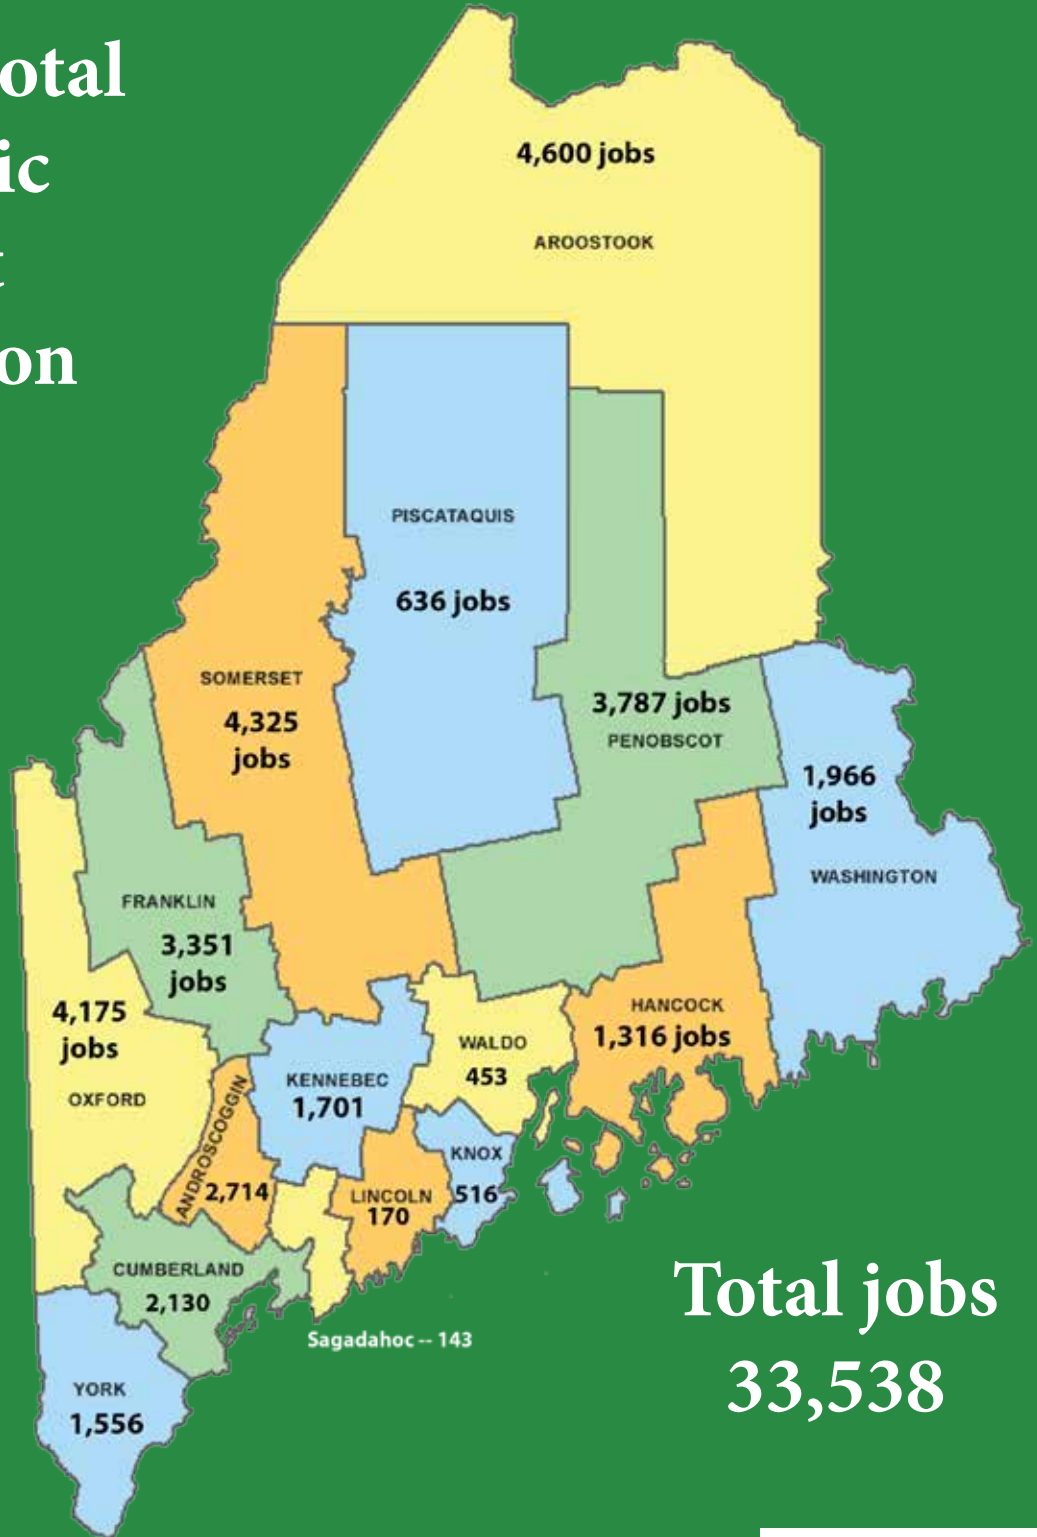 otal
ic
t
on
4,600 jobs
AROOSTOOK
PISCATAQUIS
636 jobs
SOMERSET
4,325
jobs
3,787 jobs
PENOBSCOT
1,966
jobs
WASHINGTON
FRANKLIN
3,351
jobs
4,175
jobs
OXFORD
HANCOCK
1,316 jobs
WALDO
453
KENNEBEC
1,701
ANDROSCOGGIN
2,714
KNOX
516
LINCOLN
170
CUMBERLAND
2,130
Sagadahoc -- 143
YORK
1,556
Total jobs
33,538